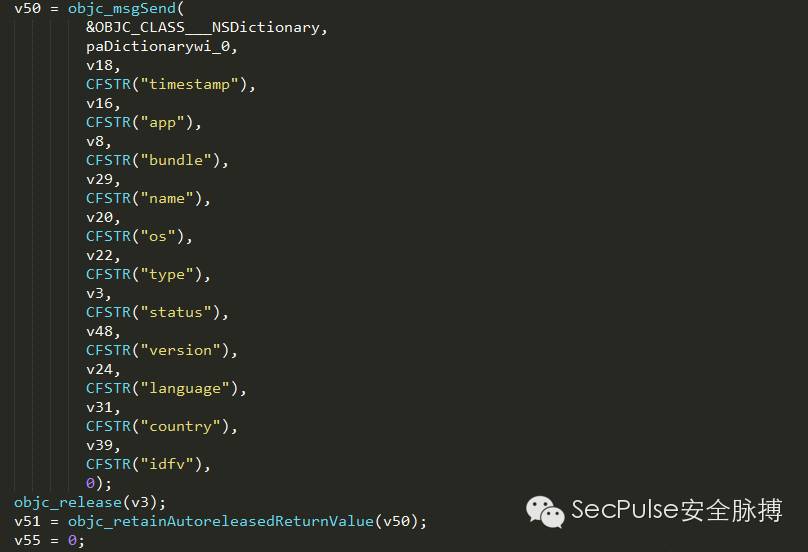 v50 = objc_msgSend(
&OBJC_CLASS___NSDictionary,
paDictionarywi_0,
v18,
CFSTR("timestamp"),
v16,
CFSTR("app"),
v8,
CFSTR("bundle"),
v29,
CFSTR("name"),
v20,
CFSTR("os"),
v22,
CFSTR("type"),
v3,
CFSTR("status"),
v48,
CFSTR("version"),
v24,
CFSTR("language"),
v31,
CFSTR("country"),
v39,
CFSTR("idfv"),
0);
objc_release(v3);
v51 = objc_retainAutoreleasedReturnValue(v50);
v55 = 0;
SecPulse安全脉搏